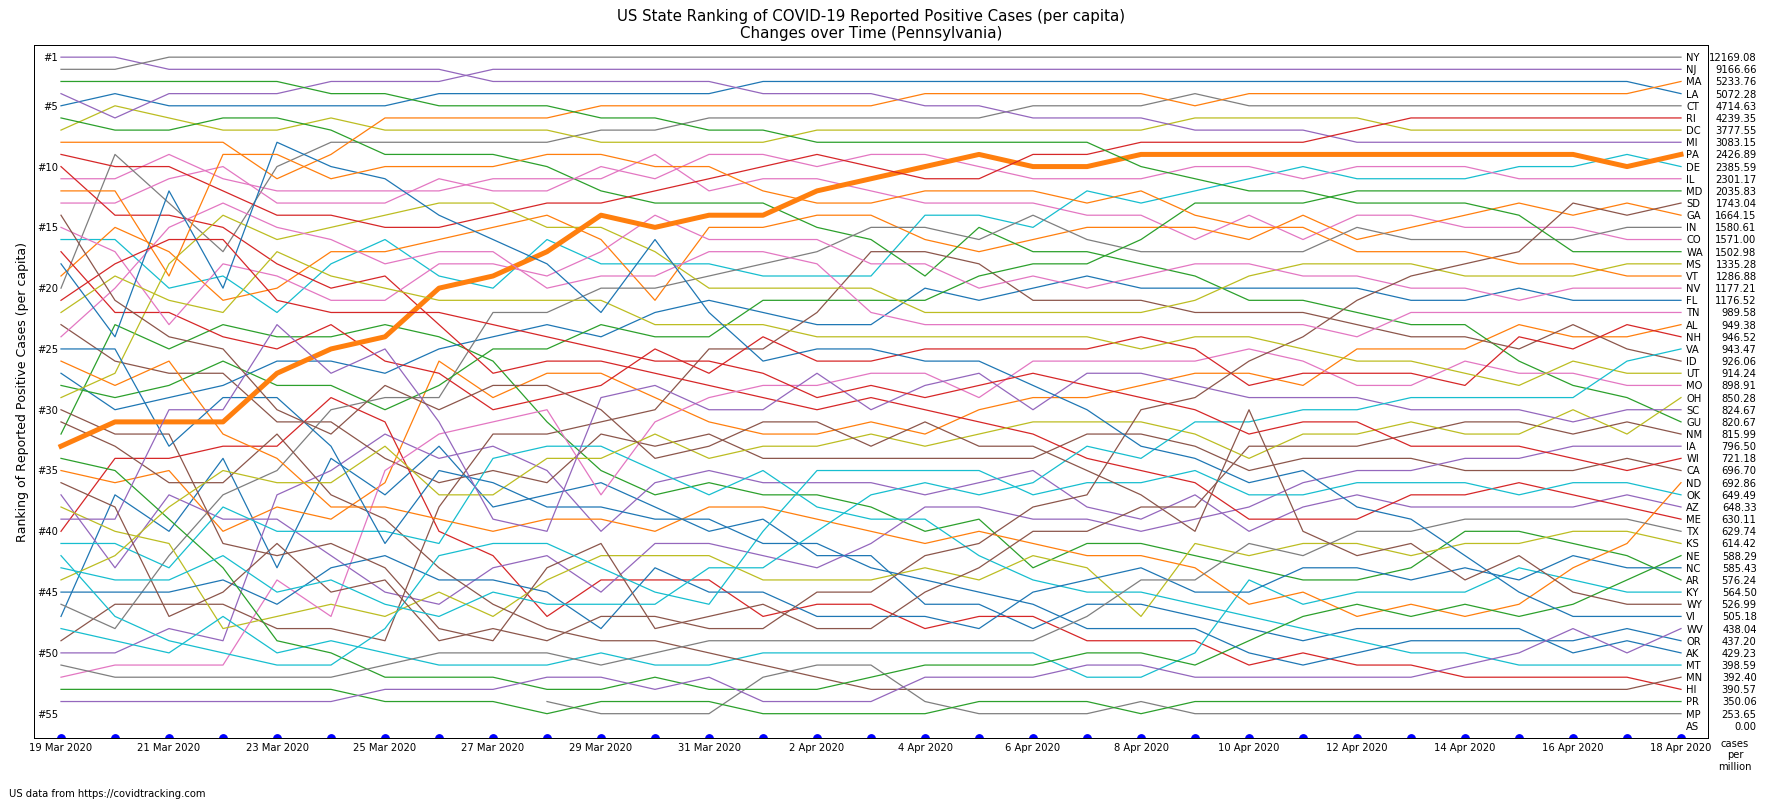 US State Ranking of COVID-19 Reported Positive Cases (per capita)
Changes over Time (Pennsylvania)
Ranking of Reported Positive Cases (per capita)
#1
#5
#10
#15
#20
#25
#30
#35
#40
#45
#50
#55
NY 12169.08
NJ 9166.66
MA 5233.76
LA 5072.28
CT 4714.63
RI 4239.35
DC 3777.55
MI 3083.15
PA 2426.89
DE 2385.59
IL 2301.17
MD 2035.83
SD 1743.04
GA 1664.15
IN 1580.61
CO 1571.00
WA 1502.98
MS 1335.28
VT 1286.88
NV 1177.21
FL 1176.52
TN 989.58
AL 949.38
NH 946.52
VA 943.47
ID 926.06
UT 914.24
MO 898.91
OH 850.28
SC 824.67
GU 820.67
NM 815.99
IA 796.50
WI 721.18
CA 696.70
ND 692.86
OK 649.49
AZ 648.33
ME 630.11
TX 629.74
KS 614.42
NE 588.29
NC 585.43
AR 576.24
KY 564.50
WY 526.99
VI 505.18
WV 438.04
OR 437.20
AK 429.23
MT 398.59
MN 392.40
HI 390.57
PR 350.06
MP 253.65
AS 0.00
19 Mar 2020 21 Mar 2020 23 Mar 2020 25 Mar 2020 27 Mar 2020 29 Mar 2020 31 Mar 2020 2 Apr 2020 4 Apr 2020 6 Apr 2020 8 Apr 2020 10 Apr 2020 12 Apr 2020 14 Apr 2020 16 Apr 2020 18 Apr 2020
cases
per
million
US data from https://covidtracking.com